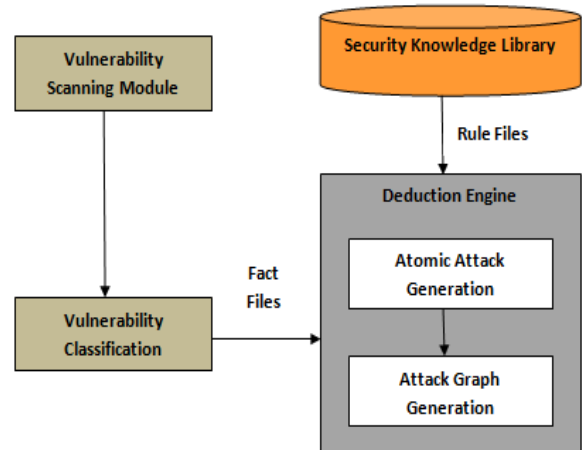 Vulnerability
Scanning Module
Security Knowledge Library
Rule Files
Deduction Engine
Atomic Attack
Generation
Fact
Files
Vulnerability
Classification
Attack Graph
Generation